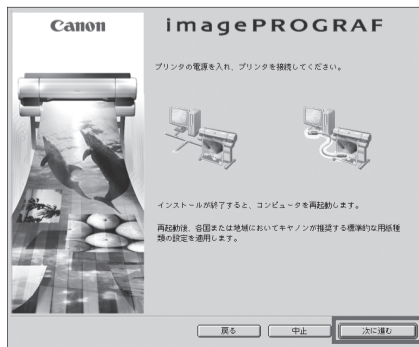 Canon
imagePROGRAF
プリンタの電源を入れ、プリンタを接続してください。
インストールが終了すると、コンピュータを再起動します。
再起動後、各国または地域においてキヤノンが推奨する標準的な用紙種
類の設定を適用します。
戻る
中止
次に進む